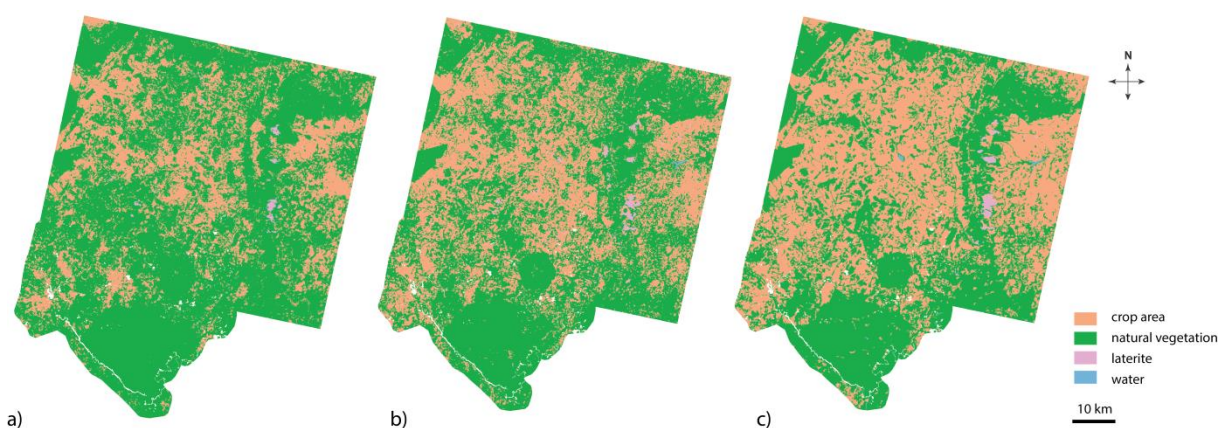 N
crop area
natural vegetation
laterite
water
10 km
a)
b)
c)